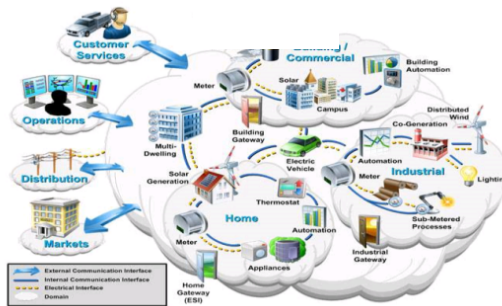 Customer
Services
Operations
Distribution
Markets
Building /
Commercial
Meter
Solar
Campus
Building
Automation
Multi-
Dwelling
Building
Gateway
Electric
Vehicle
Solar
Generation
Thermostat
Home
Meter
Automation
Appliances
Home
Gateway
(ESI)
Distributed
Wind
Co-Generation
Automation
Industrial
Meter
Lighting
Sub-Metered
Processes
Industrial
Gateway
External Communication Interface
Internal Communication Interface
Electrical Interface
Domain